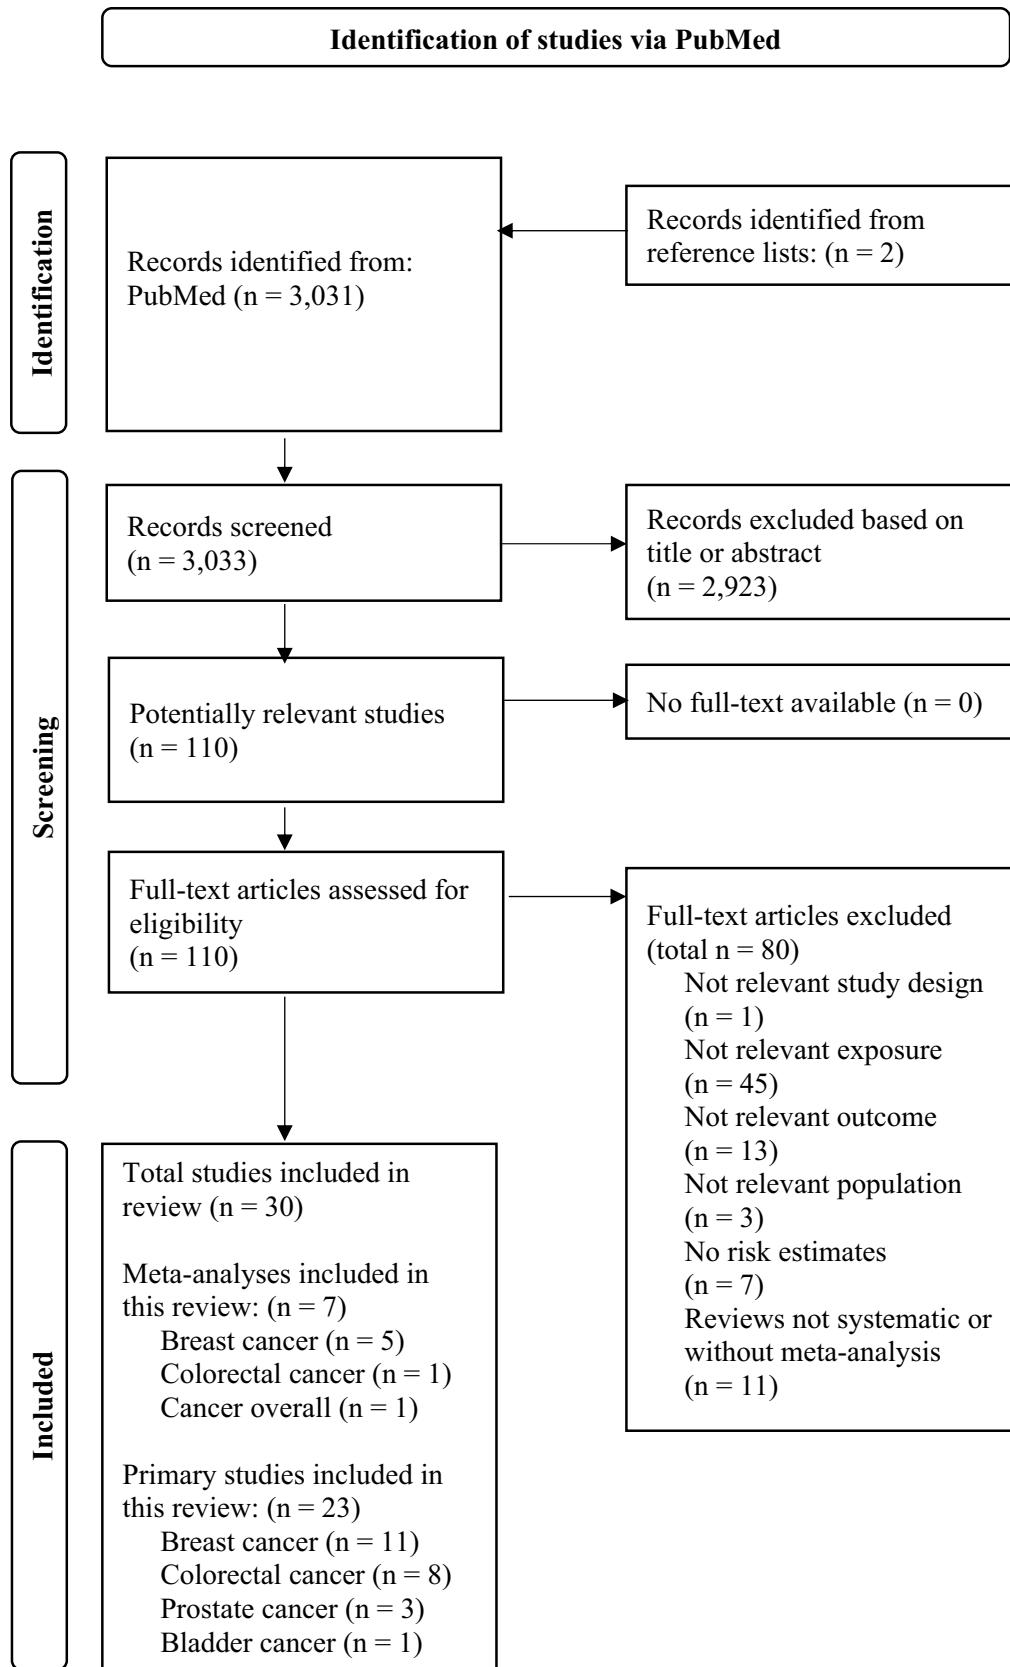 Identification of studies via PubMed
Identification
Records identified from:
PubMed (n = 3,031)
Records identified from
reference lists: (n = 2)
Screening
Records screened
(n = 3,033)
Records excluded based on
title or abstract
(n = 2,923)
Potentially relevant studies
(n = 110)
No full-text available (n = 0)
Full-text articles assessed for
eligibility
(n = 110)
Full-text articles excluded
(total n = 80)
Not relevant study design
(n = 1)
Not relevant exposure
(n = 45)
Not relevant outcome
(n = 13)
Not relevant population
(n = 3)
No risk estimates
(n = 7)
Reviews not systematic or
without meta-analysis
(n = 11)
Included
Total studies included in
review (n = 30)
Meta-analyses included in
this review: (n = 7)
Breast cancer (n = 5)
Colorectal cancer (n = 1)
Cancer overall (n = 1)
Primary studies included in
this review: (n = 23)
Breast cancer (n = 11)
Colorectal cancer (n = 8)
Prostate cancer (n = 3)
Bladder cancer (n = 1)